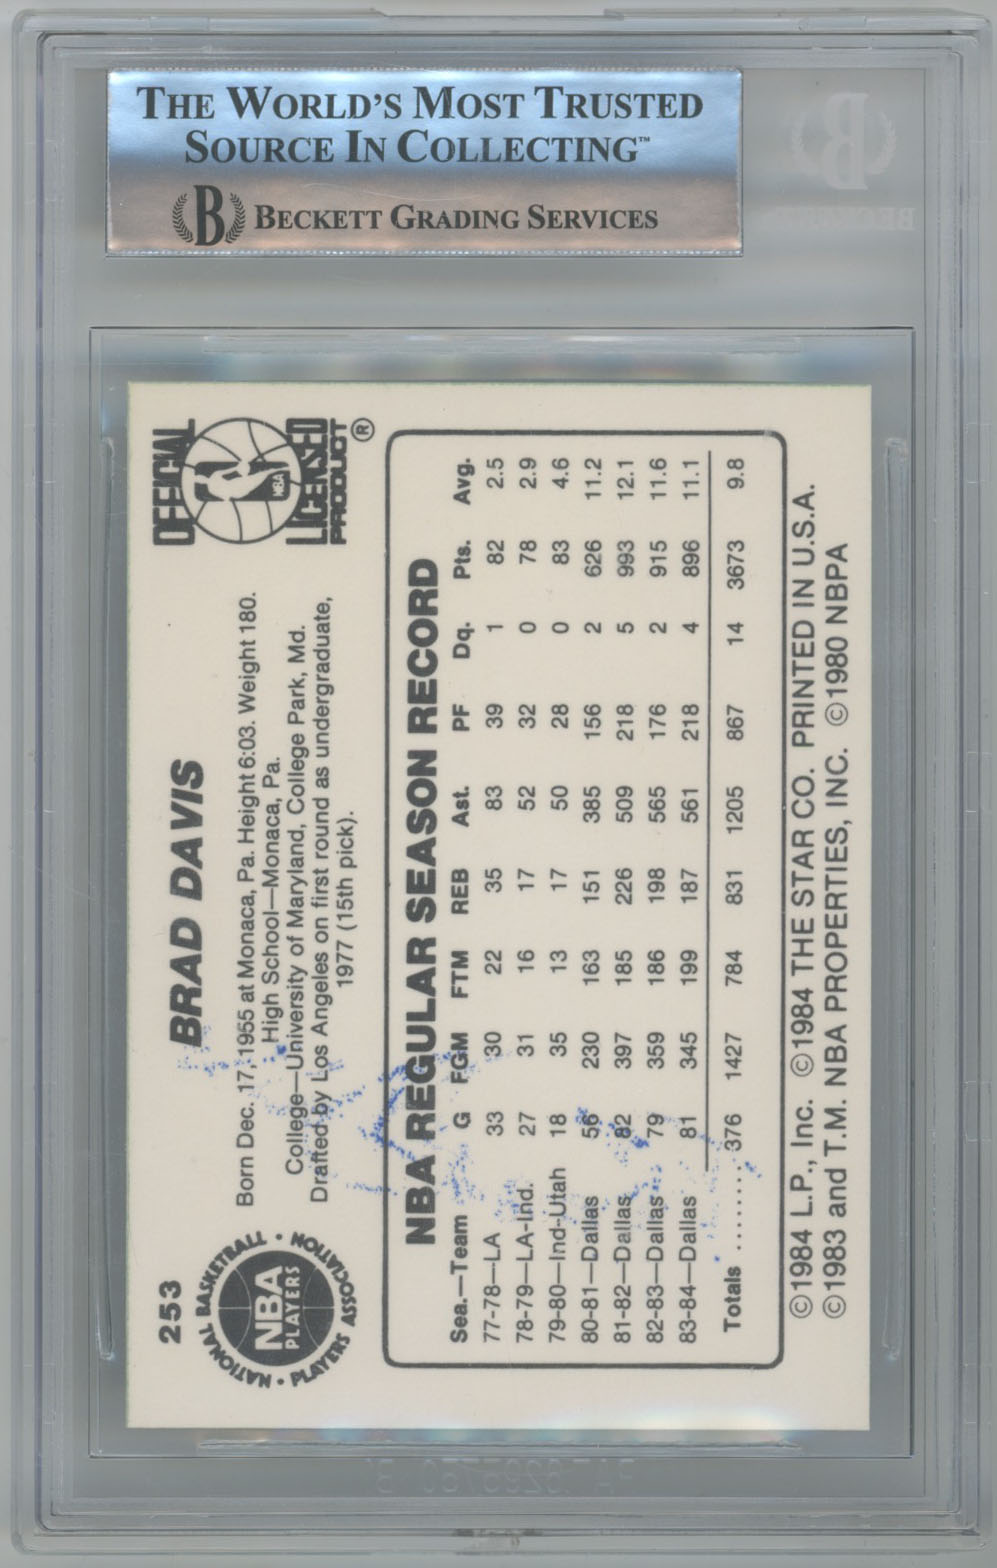 THE WORLD'S MOST TRUSTED
SOURCE IN COLLECTING™
B BECKETT GRADING SERVICES
253
NATIONAL BASKETBALL
NBA
PLAYERS
PLAYERS ASSOCIATION
BRAD DAVIS
OFFICIAL
NBA
LICENSED
PRODUCT
®
Born Dec. 17, 1955 at Monaca, Pa. Height 6:03. Weight 180.
High School—Monaca, Pa.
College—University of Maryland, College Park, Md.
Drafted by Los Angeles on first round as undergraduate,
1977 (15th pick).
NBA REGULAR SEASON RECORD
Sea.—Team G FGM FTM REB Ast. PF Dq. Pts. Avg.
77-78—LA 33 30 22 35 83 39 1 82 2.5
78-79—LA-Ind. 27 31 16 17 52 32 0 78 2.9
79-80—Ind-Utah 18 35 13 17 50 28 0 83 4.6
80-81—Dallas 56 230 163 151 385 156 2 626 11.2
81-82—Dallas 82 397 185 226 509 218 5 993 12.1
82-83—Dallas 79 359 186 198 565 176 2 915 11.6
83-84—Dallas 81 345 199 187 561 218 4 896 11.1
Totals ........ 376 1427 784 831 1205 867 14 3673 9.8
©1984 L.P., Inc. ©1984 THE STAR CO. PRINTED IN U.S.A.
©1983 and T.M. NBA PROPERTIES, INC. ©1980 NBPA